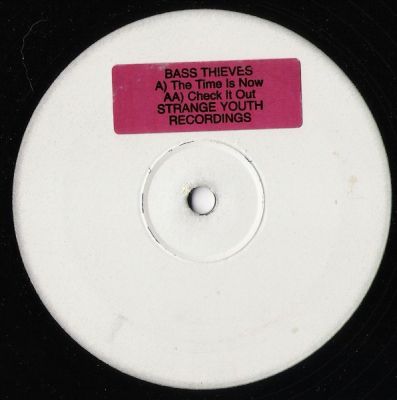 BASS THIEVES
A) The Time Is Now
AA) Check It Out
STRANGE YOUTH
RECORDINGS